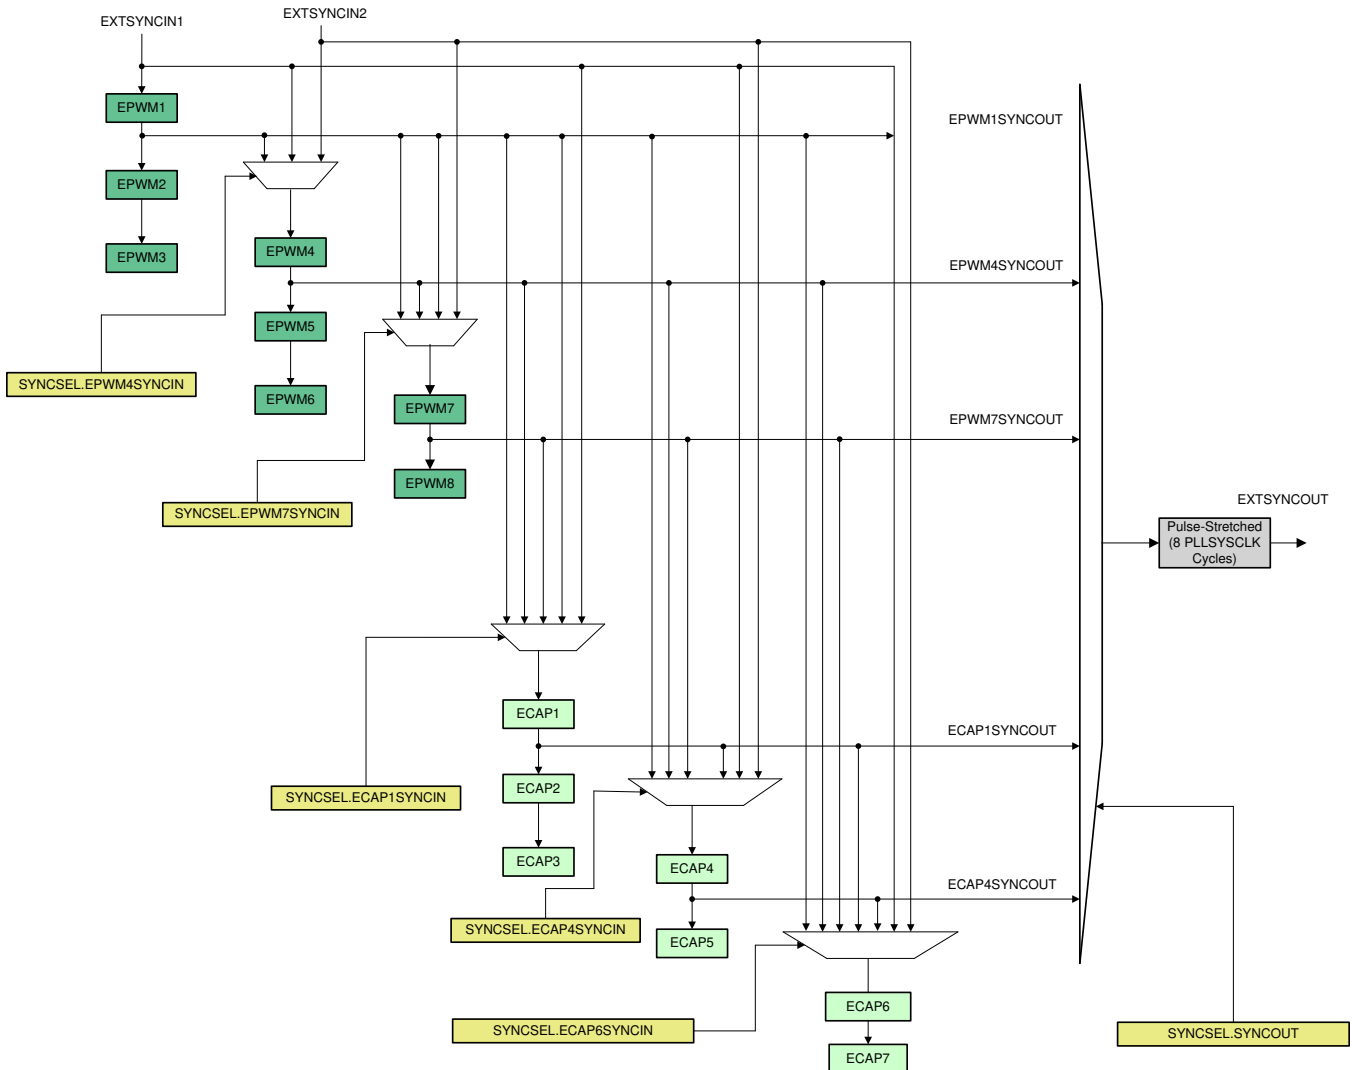 EXTSYNCIN1
EXTSYNCIN2
EPWM1
EPWM1SYNCOUT
EPWM2
EPWM3
EPWM4
EPWM4SYNCOUT
EPWM5
SYNCSEL.EPWM4SYNCIN
EPWM6
EPWM7
EPWM7SYNCOUT
EPWM8
SYNCSEL.EPWM7SYNCIN
EXTSYNCOUT
Pulse-Stretched
(8 PLLSYSCLK
Cycles)
ECAP1
ECAP1SYNCOUT
ECAP2
SYNCSEL.ECAP1SYNCIN
ECAP3
ECAP4
ECAP4SYNCOUT
SYNCSEL.ECAP4SYNCIN
ECAP5
ECAP6
SYNCSEL.ECAP6SYNCIN
SYNCSEL.SYNCOUT
ECAP7